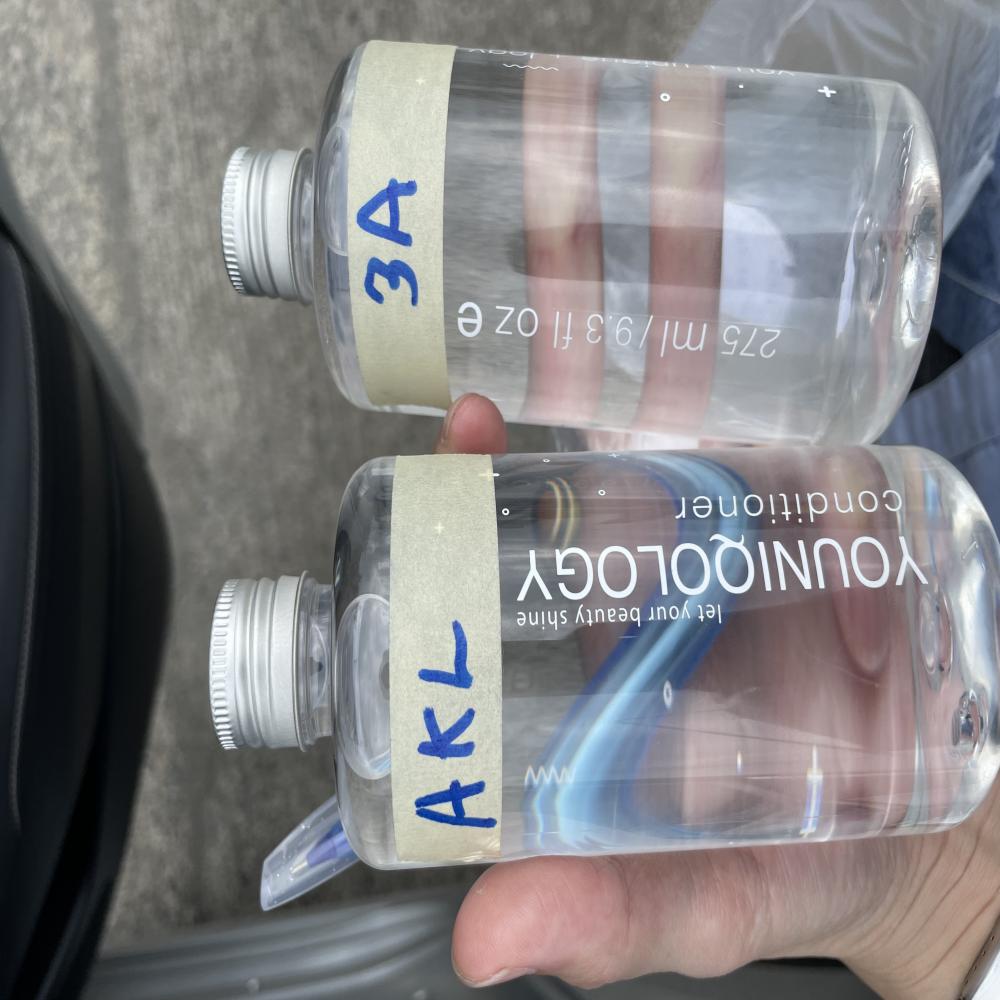 3A
275 ml / 9.3 fl oz e
AKL
let your beauty shine
YOUNIQOLOGY
conditioner